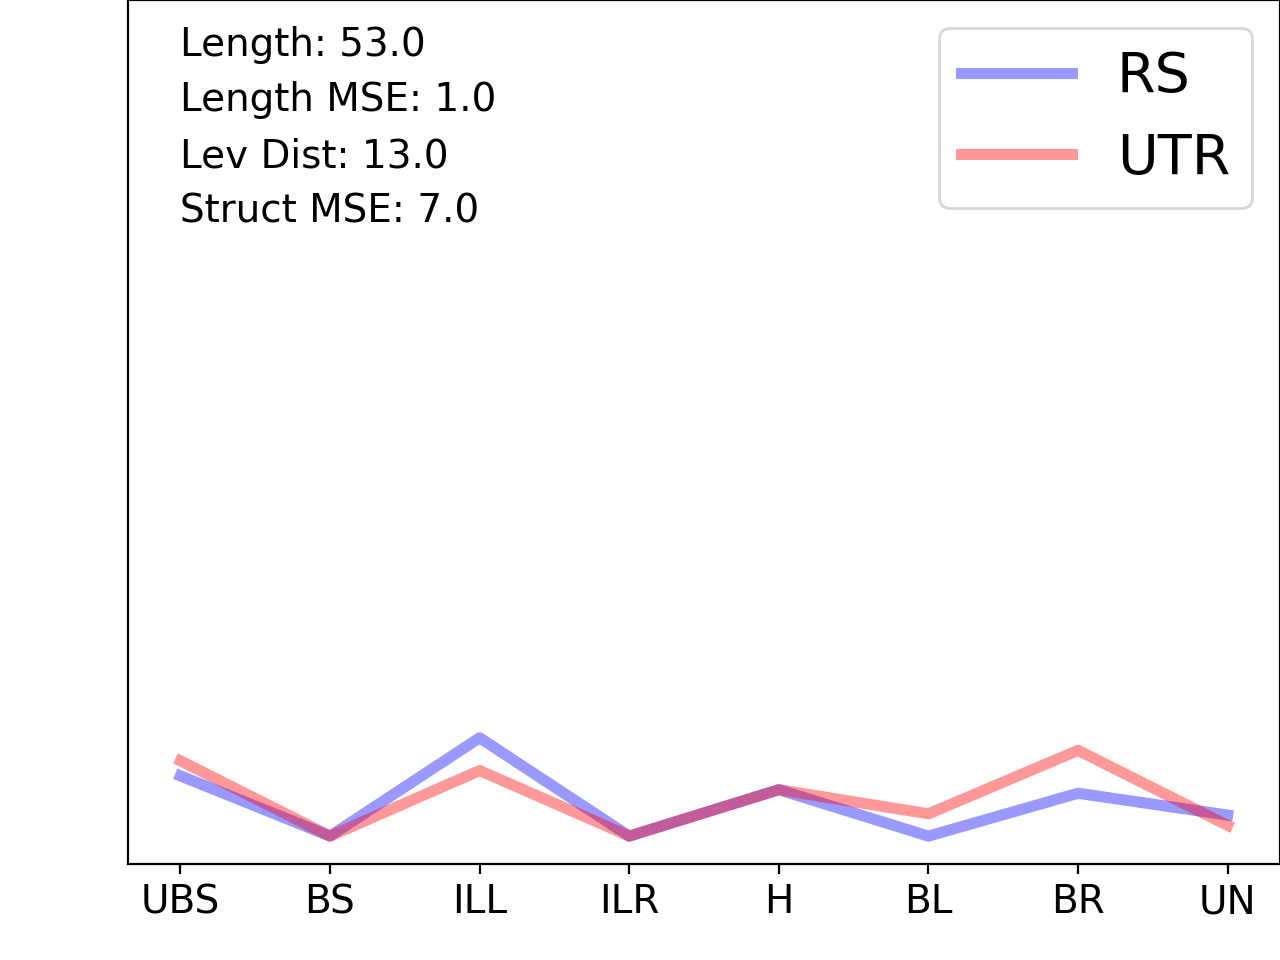 Length: 53.0
Length MSE: 1.0
Lev Dist: 13.0
Struct MSE: 7.0
RS
UTR
UBS BS ILL ILR H BL BR UN